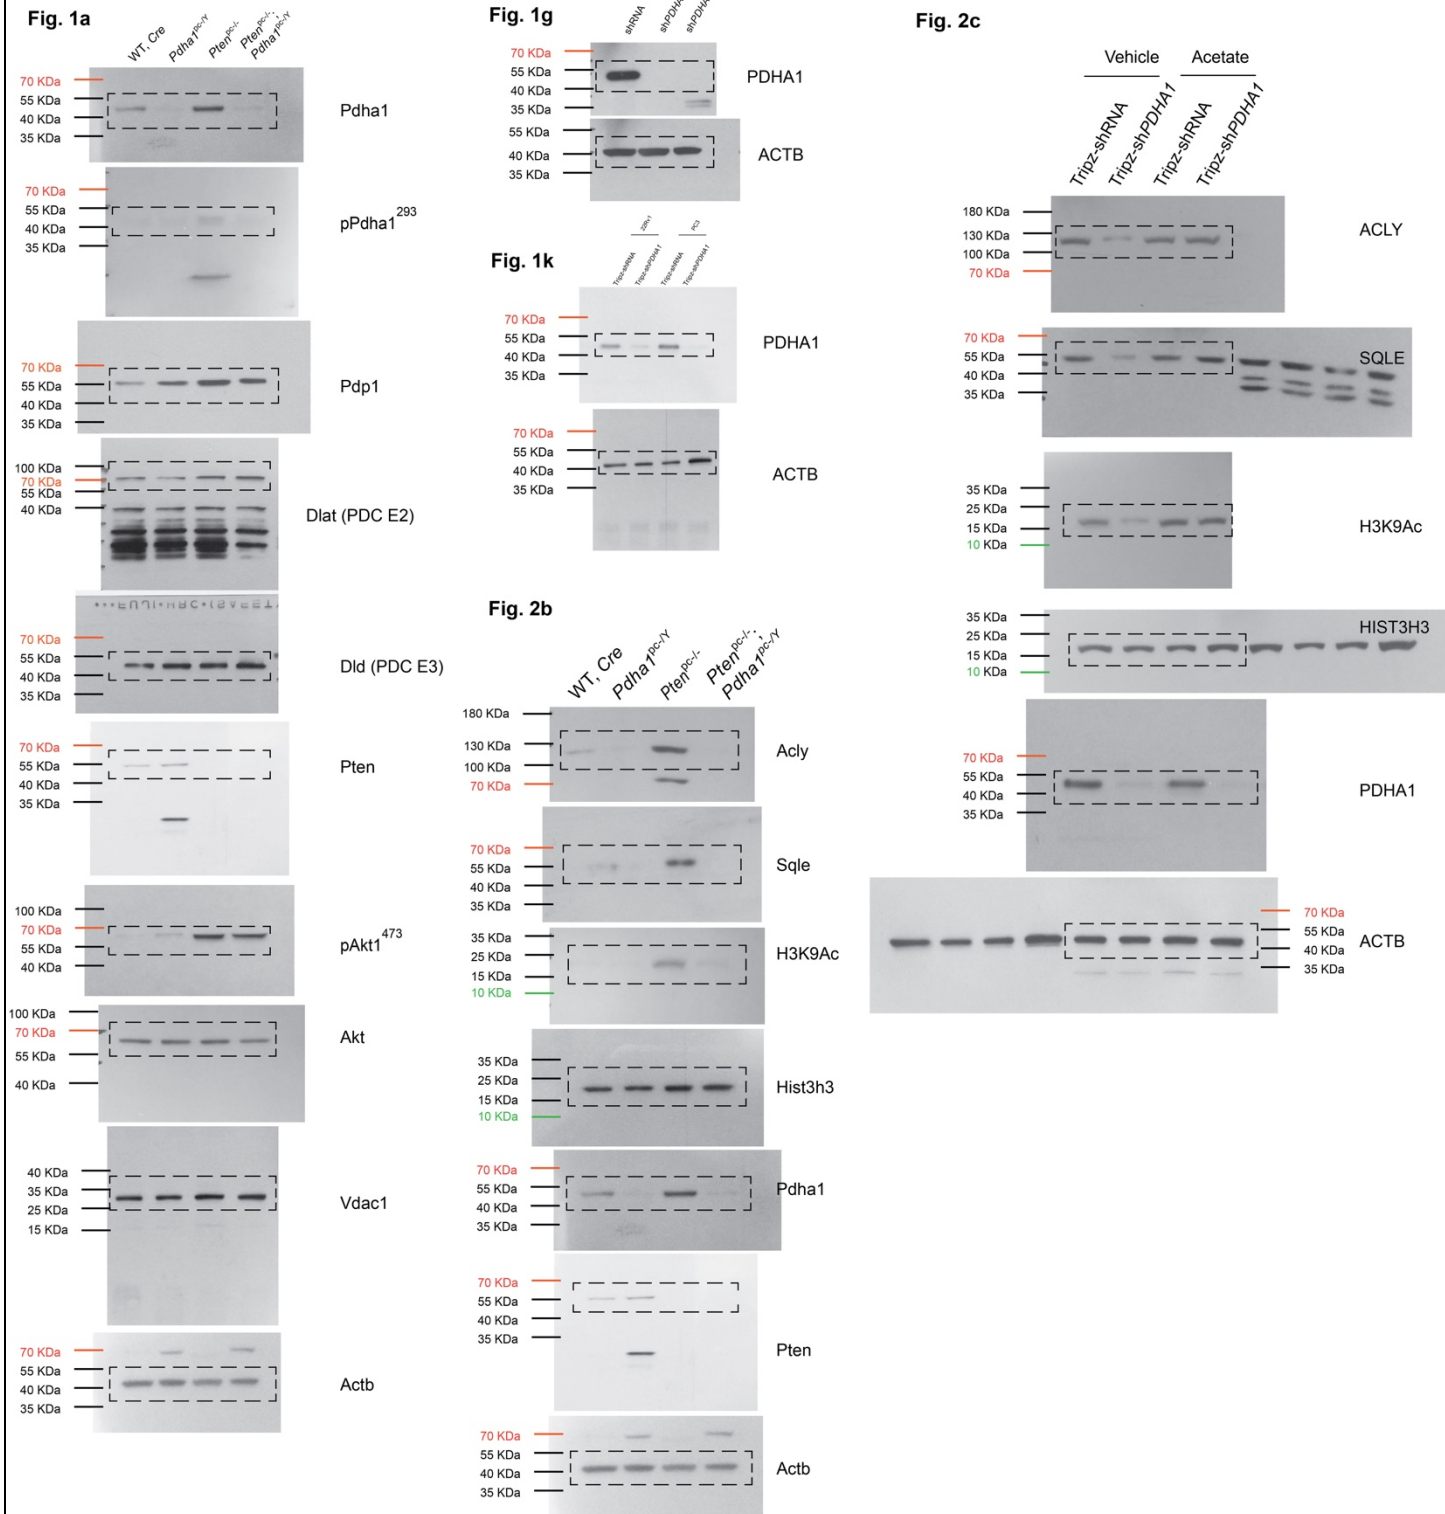 Fig. 1a
WT, Cre
Pdha1pc-/Y
Ptenpc-/-
Ptenpc-/-;
Pdha1pc-/Y
70 KDa
55 KDa
40 KDa
35 KDa
Pdha1
70 KDa
55 KDa
40 KDa
35 KDa
pPdha1293
70 KDa
55 KDa
40 KDa
35 KDa
Pdp1
100 KDa
70 KDa
55 KDa
40 KDa
Dlat (PDC E2)
70 KDa
55 KDa
40 KDa
35 KDa
Dld (PDC E3)
70 KDa
55 KDa
40 KDa
35 KDa
Pten
100 KDa
70 KDa
55 KDa
40 KDa
pAkt1473
100 KDa
70 KDa
55 KDa
40 KDa
Akt
40 KDa
35 KDa
25 KDa
15 KDa
Vdac1
70 KDa
55 KDa
40 KDa
35 KDa
Actb
Fig. 1g
shRNA
shPDHA
shPDHA
70 KDa
55 KDa
40 KDa
35 KDa
PDHA1
55 KDa
40 KDa
35 KDa
ACTB
Fig. 1k
22Rv1
PC3
Tripz-shRNA
Tripz-shPDHA1
Tripz-shRNA
Tripz-shPDHA1
70 KDa
55 KDa
40 KDa
35 KDa
PDHA1
70 KDa
55 KDa
40 KDa
35 KDa
ACTB
Fig. 2b
WT, Cre
Pdha1pc-/Y
Ptenpc-/-
Ptenpc-/-;
Pdha1pc-/Y
180 KDa
130 KDa
100 KDa
70 KDa
Acly
70 KDa
55 KDa
40 KDa
35 KDa
Sqle
35 KDa
25 KDa
15 KDa
10 KDa
H3K9Ac
35 KDa
25 KDa
15 KDa
10 KDa
Hist3h3
70 KDa
55 KDa
40 KDa
35 KDa
Pdha1
70 KDa
55 KDa
40 KDa
35 KDa
Pten
70 KDa
55 KDa
40 KDa
35 KDa
Actb
Fig. 2c
Vehicle
Acetate
Tripz-shRNA
Tripz-shPDHA1
Tripz-shRNA
Tripz-shPDHA1
180 KDa
130 KDa
100 KDa
70 KDa
ACLY
70 KDa
55 KDa
40 KDa
35 KDa
SQLE
35 KDa
25 KDa
15 KDa
10 KDa
H3K9Ac
35 KDa
25 KDa
15 KDa
10 KDa
HIST3H3
70 KDa
55 KDa
40 KDa
35 KDa
PDHA1
70 KDa
55 KDa
40 KDa
35 KDa
ACTB